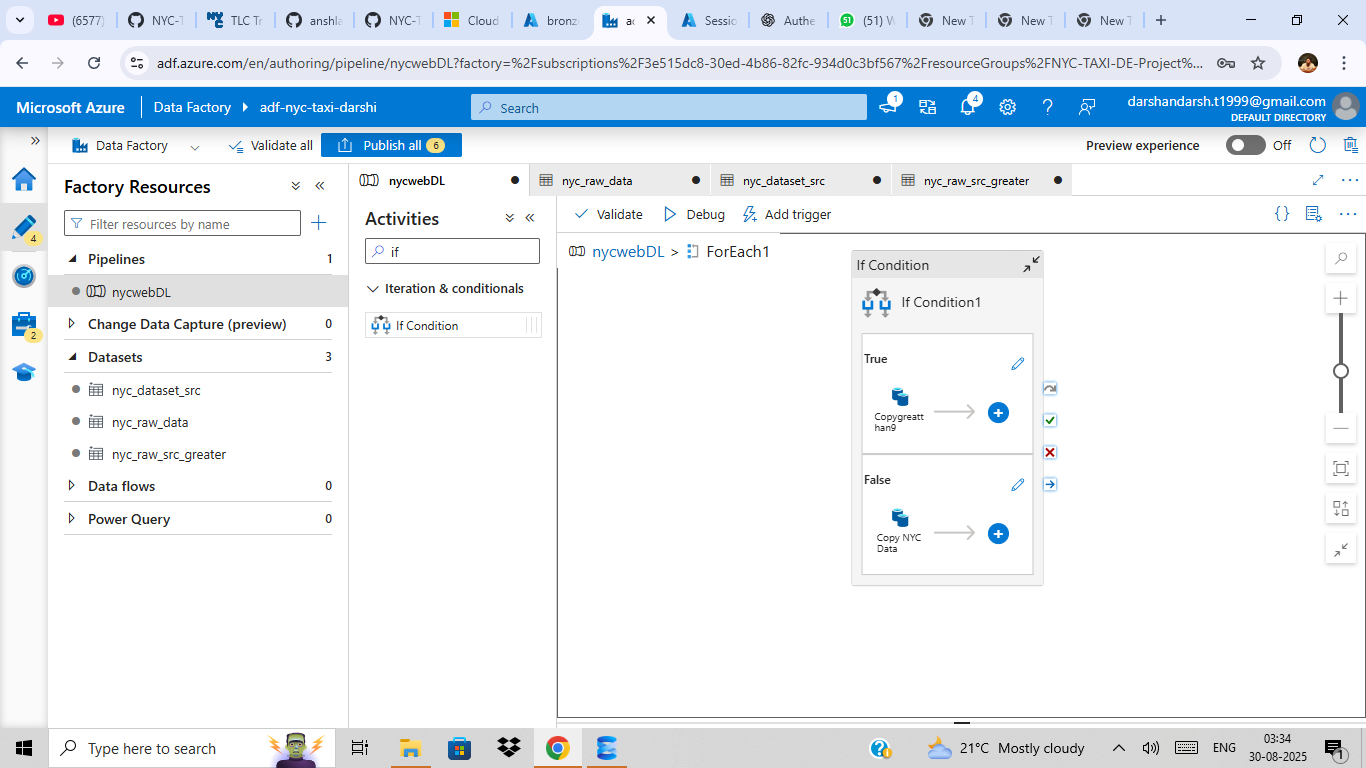 (6577)
NYC-T
TLC Tr
anshla
NYC-T
Cloud
bronz
ac
Sessio
Authe
(51) W
New T
New T
New T
adf.azure.com/en/authoring/pipeline/nycwebDL?factory=%2Fsubscriptions%2F3e515dc8-30ed-4b86-82fc-934d0c3bf567%2FresourceGroups%2FNYC-TAXI-DE-Project%...
Microsoft Azure
Data Factory
adf-nyc-taxi-darshi
Search
1
4
darshandarsh.t1999@gmail.com
DEFAULT DIRECTORY
Data Factory
Validate all
Publish all 6
Preview experience
Off
4
2
Factory Resources
Filter resources by name
Pipelines 1
nycwebDL
Change Data Capture (preview) 0
Datasets 3
nyc_dataset_src
nyc_raw_data
nyc_raw_src_greater
Data flows 0
Power Query 0
nycwebDL
nyc_raw_data
nyc_dataset_src
nyc_raw_src_greater
Activities
if
Iteration & conditionals
If Condition
Validate
Debug
Add trigger
nycwebDL > ForEach1
If Condition
If Condition1
True
Copygreatt
han9
False
Copy NYC
Data
Type here to search
21°C Mostly cloudy
ENG
03:34
30-08-2025
1